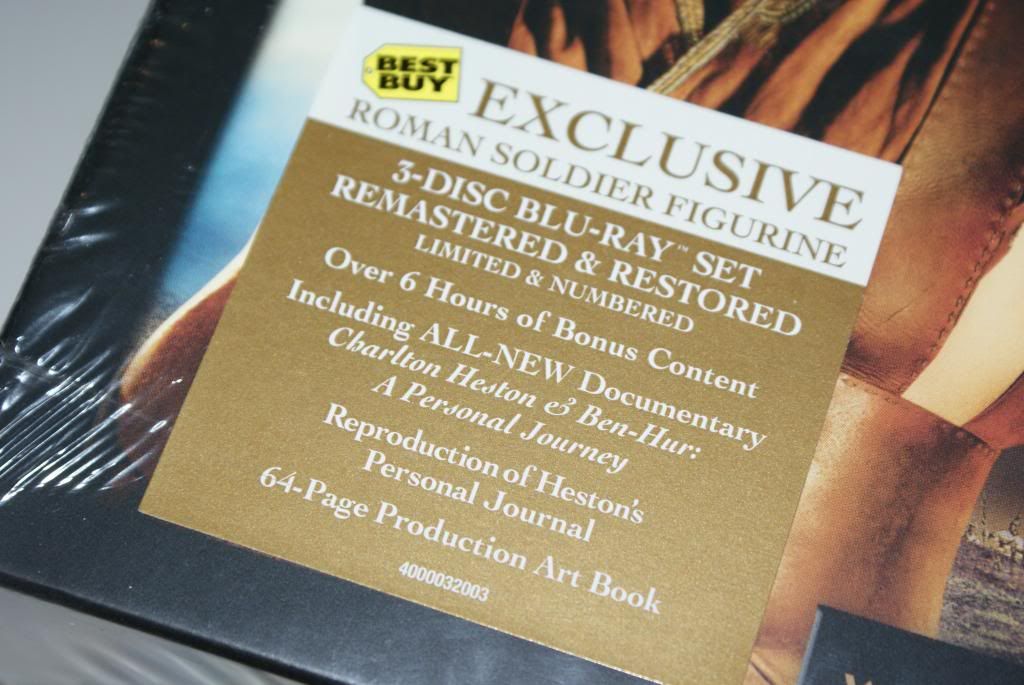 BEST
BUY
EXCLUSIVE
ROMAN SOLDIER FIGURINE
3-DISC BLU-RAY™ SET
REMASTERED & RESTORED
LIMITED & NUMBERED
Over 6 Hours of Bonus Content
Including ALL-NEW Documentary
Charlton Heston & Ben-Hur:
A Personal Journey
Reproduction of Heston's
Personal Journal
64-Page Production Art Book
4000032003